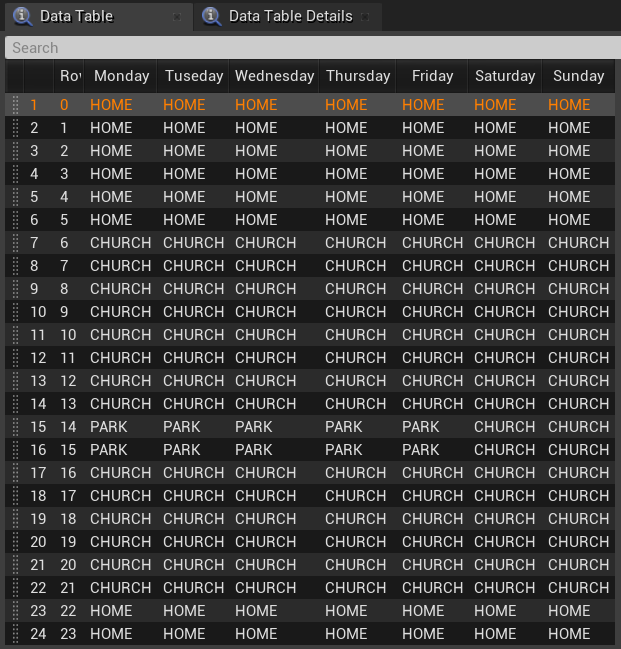 Data Table Data Table Details
Search
Row Monday Tuseday Wednesday Thursday Friday Saturday Sunday
1 0 HOME HOME HOME HOME HOME HOME HOME
2 1 HOME HOME HOME HOME HOME HOME HOME
3 2 HOME HOME HOME HOME HOME HOME HOME
4 3 HOME HOME HOME HOME HOME HOME HOME
5 4 HOME HOME HOME HOME HOME HOME HOME
6 5 HOME HOME HOME HOME HOME HOME HOME
7 6 CHURCH CHURCH CHURCH CHURCH CHURCH CHURCH CHURCH
8 7 CHURCH CHURCH CHURCH CHURCH CHURCH CHURCH CHURCH
9 8 CHURCH CHURCH CHURCH CHURCH CHURCH CHURCH CHURCH
10 9 CHURCH CHURCH CHURCH CHURCH CHURCH CHURCH CHURCH
11 10 CHURCH CHURCH CHURCH CHURCH CHURCH CHURCH CHURCH
12 11 CHURCH CHURCH CHURCH CHURCH CHURCH CHURCH CHURCH
13 12 CHURCH CHURCH CHURCH CHURCH CHURCH CHURCH CHURCH
14 13 CHURCH CHURCH CHURCH CHURCH CHURCH CHURCH CHURCH
15 14 PARK PARK PARK PARK PARK CHURCH CHURCH
16 15 PARK PARK PARK PARK PARK CHURCH CHURCH
17 16 CHURCH CHURCH CHURCH CHURCH CHURCH CHURCH CHURCH
18 17 CHURCH CHURCH CHURCH CHURCH CHURCH CHURCH CHURCH
19 18 CHURCH CHURCH CHURCH CHURCH CHURCH CHURCH CHURCH
20 19 CHURCH CHURCH CHURCH CHURCH CHURCH CHURCH CHURCH
21 20 CHURCH CHURCH CHURCH CHURCH CHURCH CHURCH CHURCH
22 21 CHURCH CHURCH CHURCH CHURCH CHURCH CHURCH CHURCH
23 22 HOME HOME HOME HOME HOME HOME HOME
24 23 HOME HOME HOME HOME HOME HOME HOME